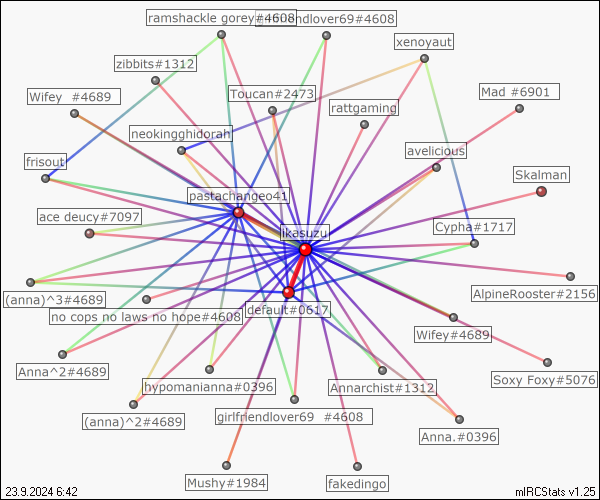 ramshackle gorey#4608
ndlover69#4608
xenoyaut
zibbits#1312
Wifey  #4689
Toucan#2473
Mad #6901
rattgaming
neokingghidorah
avelicious
frisout
Skalman
pastachangeo41
ace deucy#7097
likasuzu
Cypha#1717
(anna)^3#4689
AlpineRooster#2156
default#0617
no cops no laws no hope#4608
Wifey#4689
Anna^2#4689
Soxy Foxy#5076
hypomanianna#0396
Annarchist#1312
(anna)^2#4689
girlfriendlover69  #4608
Anna.#0396
Mushy#1984
fakedingo
23.9.2024 6:42
mIRCStats v1.25